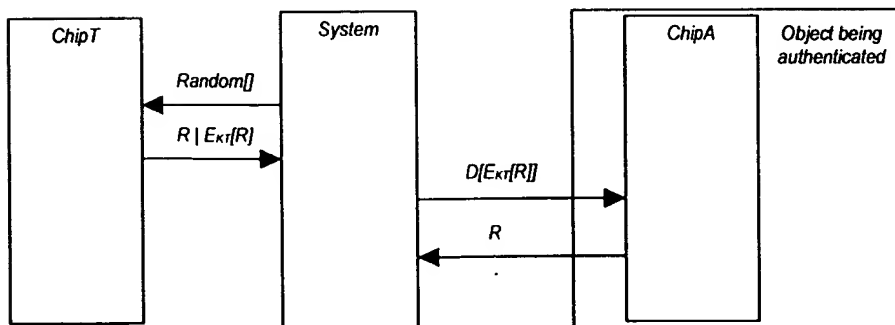 ChipT
System
ChipA
Object being
authenticated
Random[]
R | EKT[R]
D[EKT[R]]
R